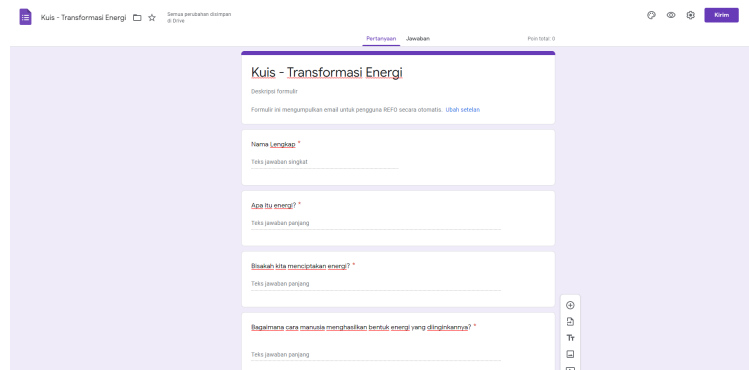 Kuis - Transformasi Energi
Semua perubahan disimpan
di Drive
Kirim
Pertanyaan Jawaban
Poin total: 0
Kuis - Transformasi Energi
Deskripsi formulir
Formulir ini mengumpulkan email untuk pengguna REFO secara otomatis. Ubah setelan
Nama Lengkap *
Teks jawaban singkat
Apa itu energi? *
Teks jawaban panjang
Bisakah kita menciptakan energi? *
Teks jawaban panjang
Bagaimana cara manusia menghasilkan bentuk energi yang diinginkannya? *
Teks jawaban panjang
Tт